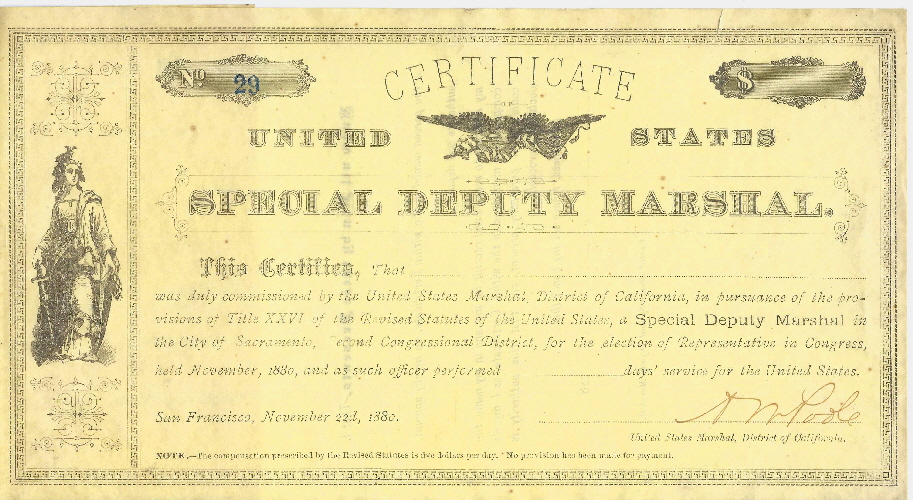 No 29
CERTIFICATE
OF
$
UNITED STATES
SPECIAL DEPUTY MARSHAL.
This Certifies, That
was duly commissioned by the United States Marshal, District of California, in pursuance of the pro-
visions of Title XXVI of the Revised Statutes of the United States, a Special Deputy Marshal in
the City of Sacramento, econd Congressional District, for the election of Representative in Congress,
held November, 1880, and as such officer performed days' service for the United States.
San Francisco, November 22d, 1880.
United States Marshal, District of California.
NOTE.—The compensation prescribed by the Revised Statutes is five dollars per day. No provision has been made for payment.